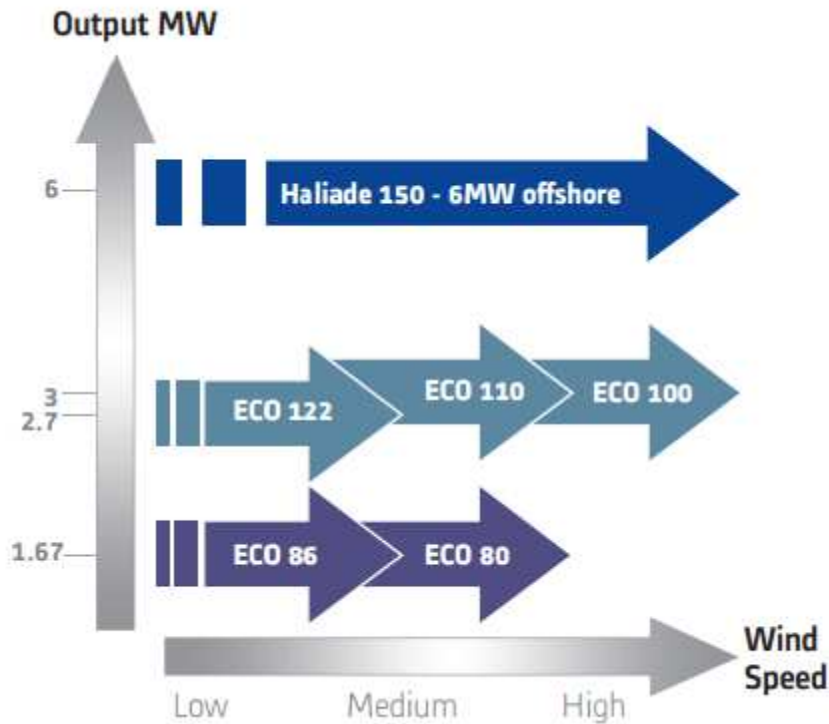 Output MW
6
Haliade 150 - 6MW offshore
3
2.7
ECO 122
ECO 110
ECO 100
1.67
ECO 86
ECO 80
Wind
Speed
Low
Medium
High